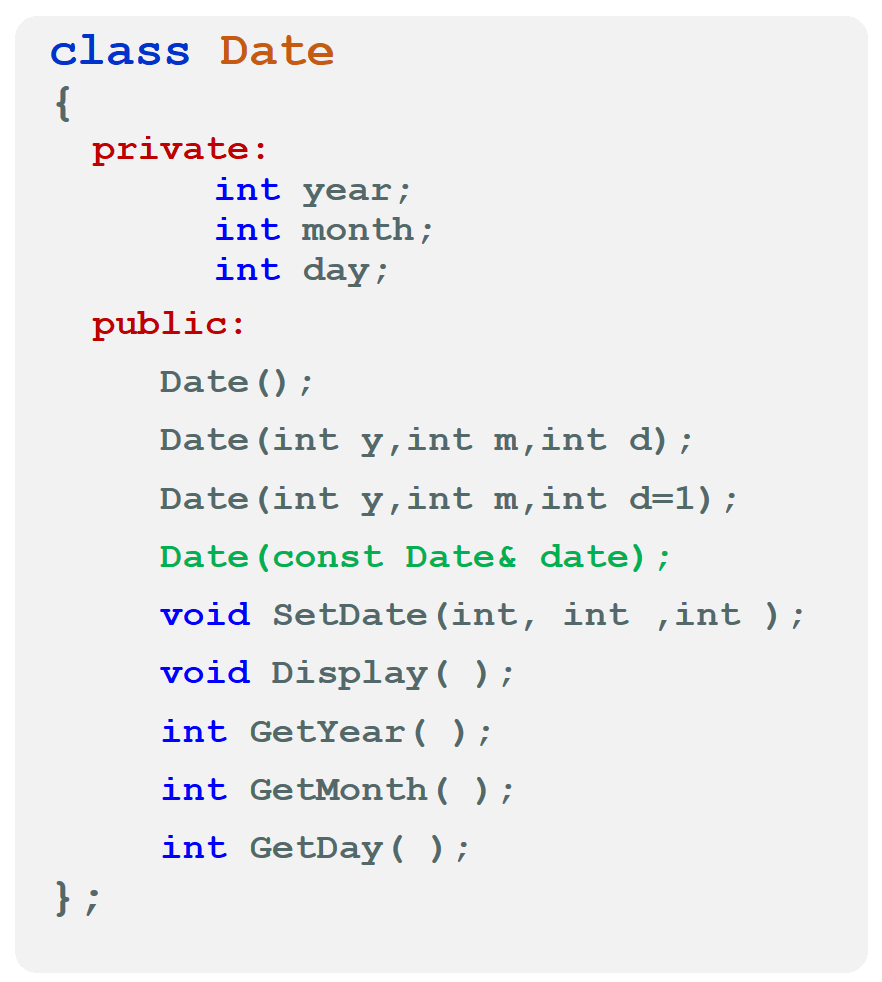 class Date
{
private:
int year;
int month;
int day;
public:
Date();
Date(int y,int m,int d);
Date(int y,int m,int d=1);
Date(const Date& date);
void SetDate(int, int ,int );
void Display( );
int GetYear( );
int GetMonth( );
int GetDay( );
};